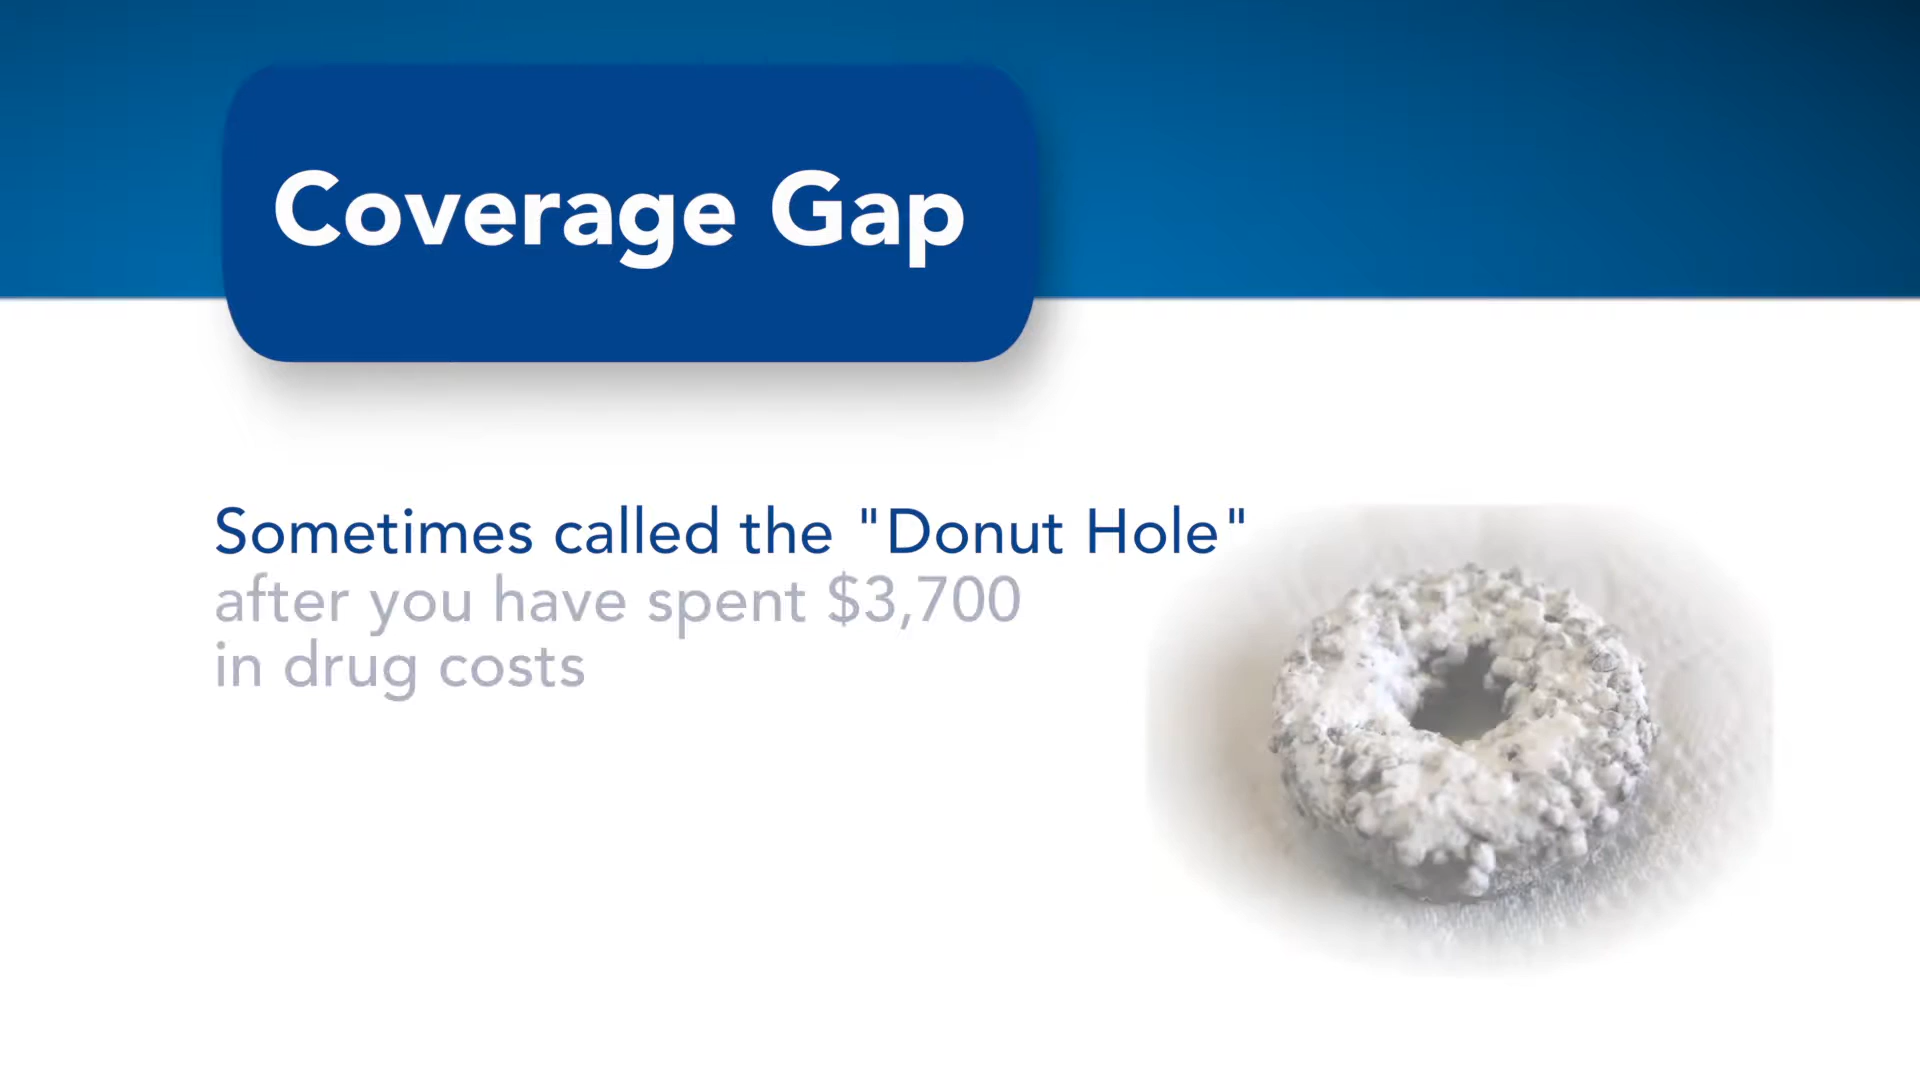 Coverage Gap
Sometimes called the "Donut Hole"
after you have spent $3,700
in drug costs